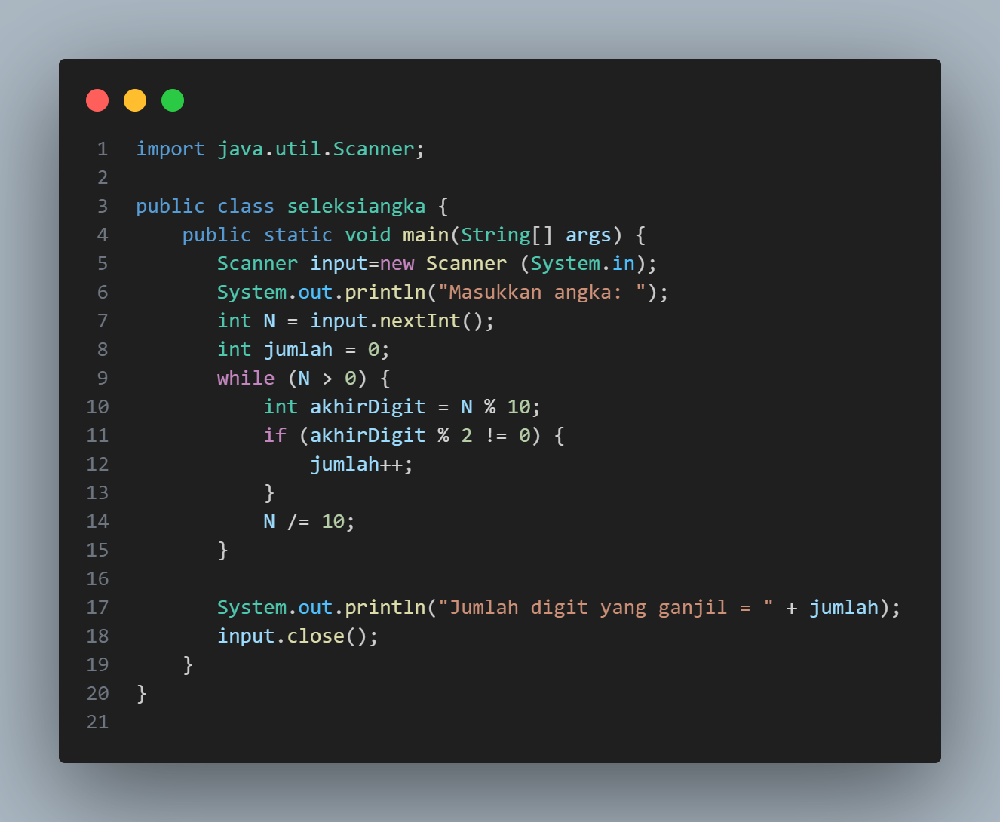 1 import java.util.Scanner;
2
3 public class seleksiangka {
4     public static void main(String[] args) {
5        Scanner input=new Scanner (System.in);
6        System.out.println("Masukkan angka: ");
7        int N = input.nextInt();
8        int jumlah = 0;
9        while (N > 0) {
10            int akhirDigit = N % 10;
11            if (akhirDigit % 2 != 0) {
12                jumlah++;
13            }
14            N /= 10;
15        }
16
17        System.out.println("Jumlah digit yang ganjil = " + jumlah);
18        input.close();
19     }
20 }
21